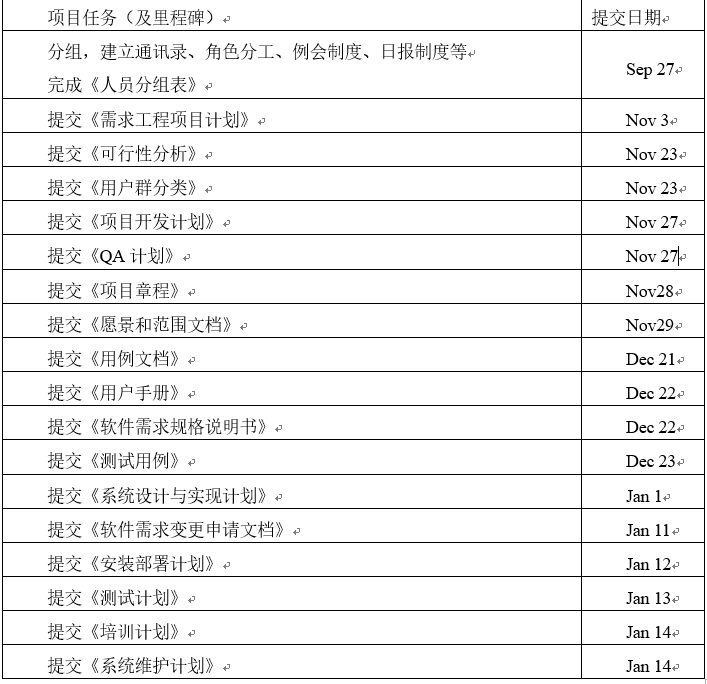 项目任务（及里程碑） 提交日期
分组，建立通讯录、角色分工、例会制度、日报制度等
完成《人员分组表》 Sep 27
提交《需求工程项目计划》 Nov 3
提交《可行性分析》 Nov 23
提交《用户群分类》 Nov 23
提交《项目开发计划》 Nov 27
提交《QA 计划》 Nov 27
提交《项目章程》 Nov28
提交《愿景和范围文档》 Nov29
提交《用例文档》 Dec 21
提交《用户手册》 Dec 22
提交《软件需求规格说明书》 Dec 22
提交《测试用例》 Dec 23
提交《系统设计与实现计划》 Jan 1
提交《软件需求变更申请文档》 Jan 11
提交《安装部署计划》 Jan 12
提交《测试计划》 Jan 13
提交《培训计划》 Jan 14
提交《系统维护计划》 Jan 14